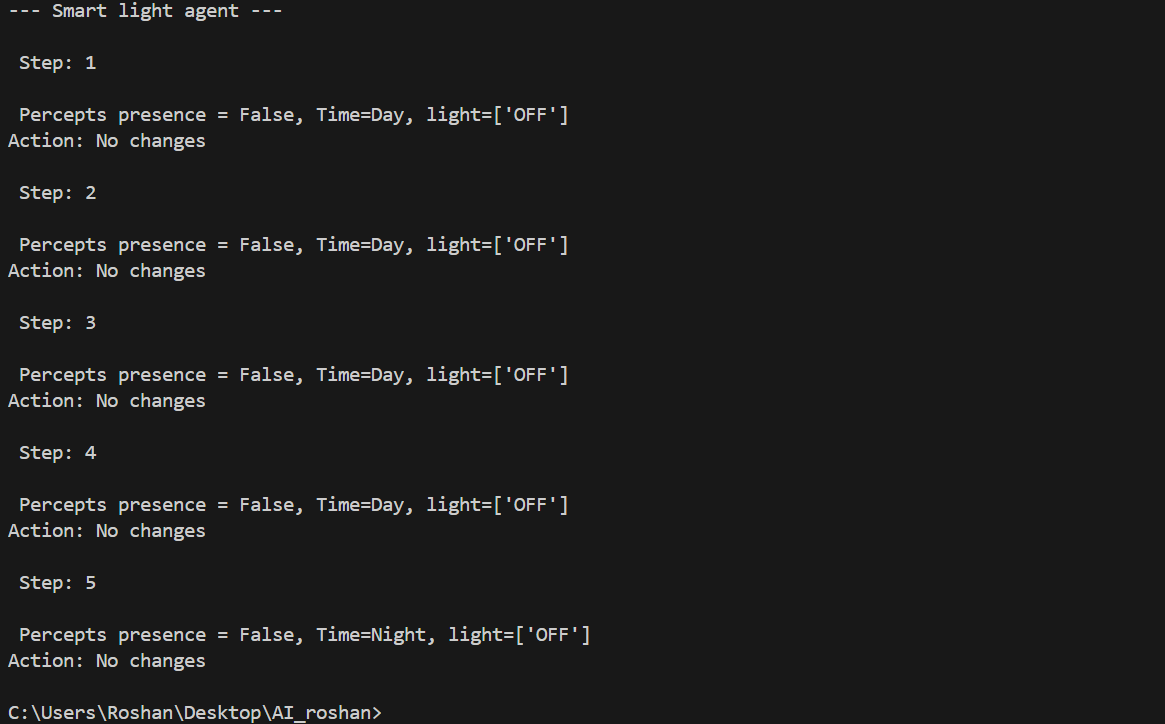 --- Smart light agent ---
Step: 1
Percepts presence = False, Time=Day, light=['OFF']
Action: No changes
Step: 2
Percepts presence = False, Time=Day, light=['OFF']
Action: No changes
Step: 3
Percepts presence = False, Time=Day, light=['OFF']
Action: No changes
Step: 4
Percepts presence = False, Time=Day, light=['OFF']
Action: No changes
Step: 5
Percepts presence = False, Time=Night, light=['OFF']
Action: No changes
C:\Users\Roshan\Desktop\AI_roshan>